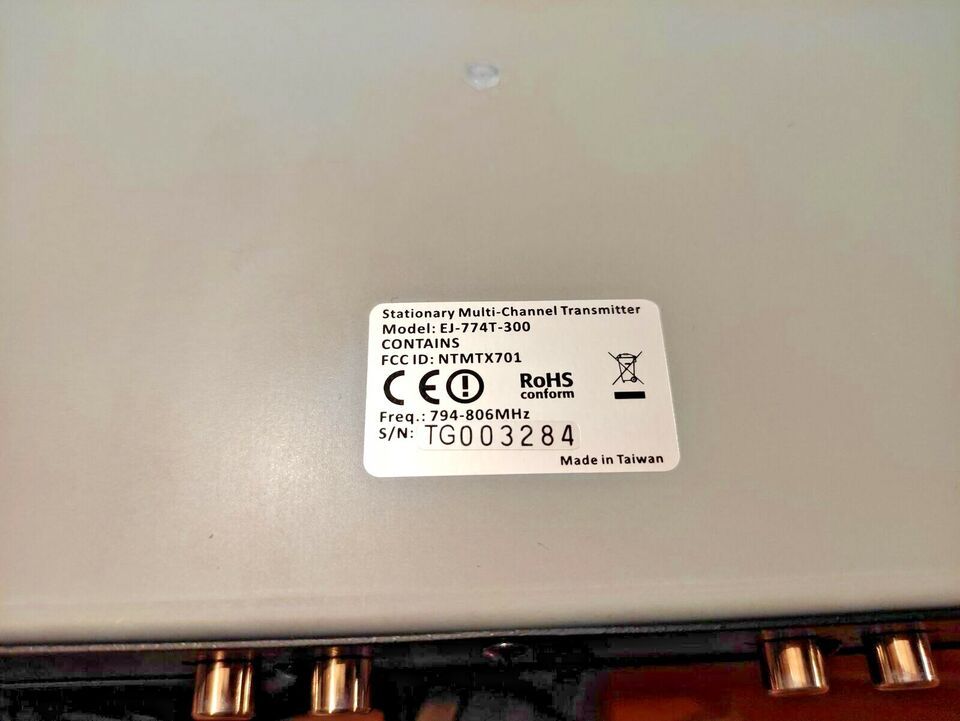 Stationary Multi-Channel Transmitter
Model: EJ-774T-300
CONTAINS
FCC ID: NTMTX701
CE RoHS
conform
Freq.: 794-806MHz
S/N: TG003284
Made in Taiwan